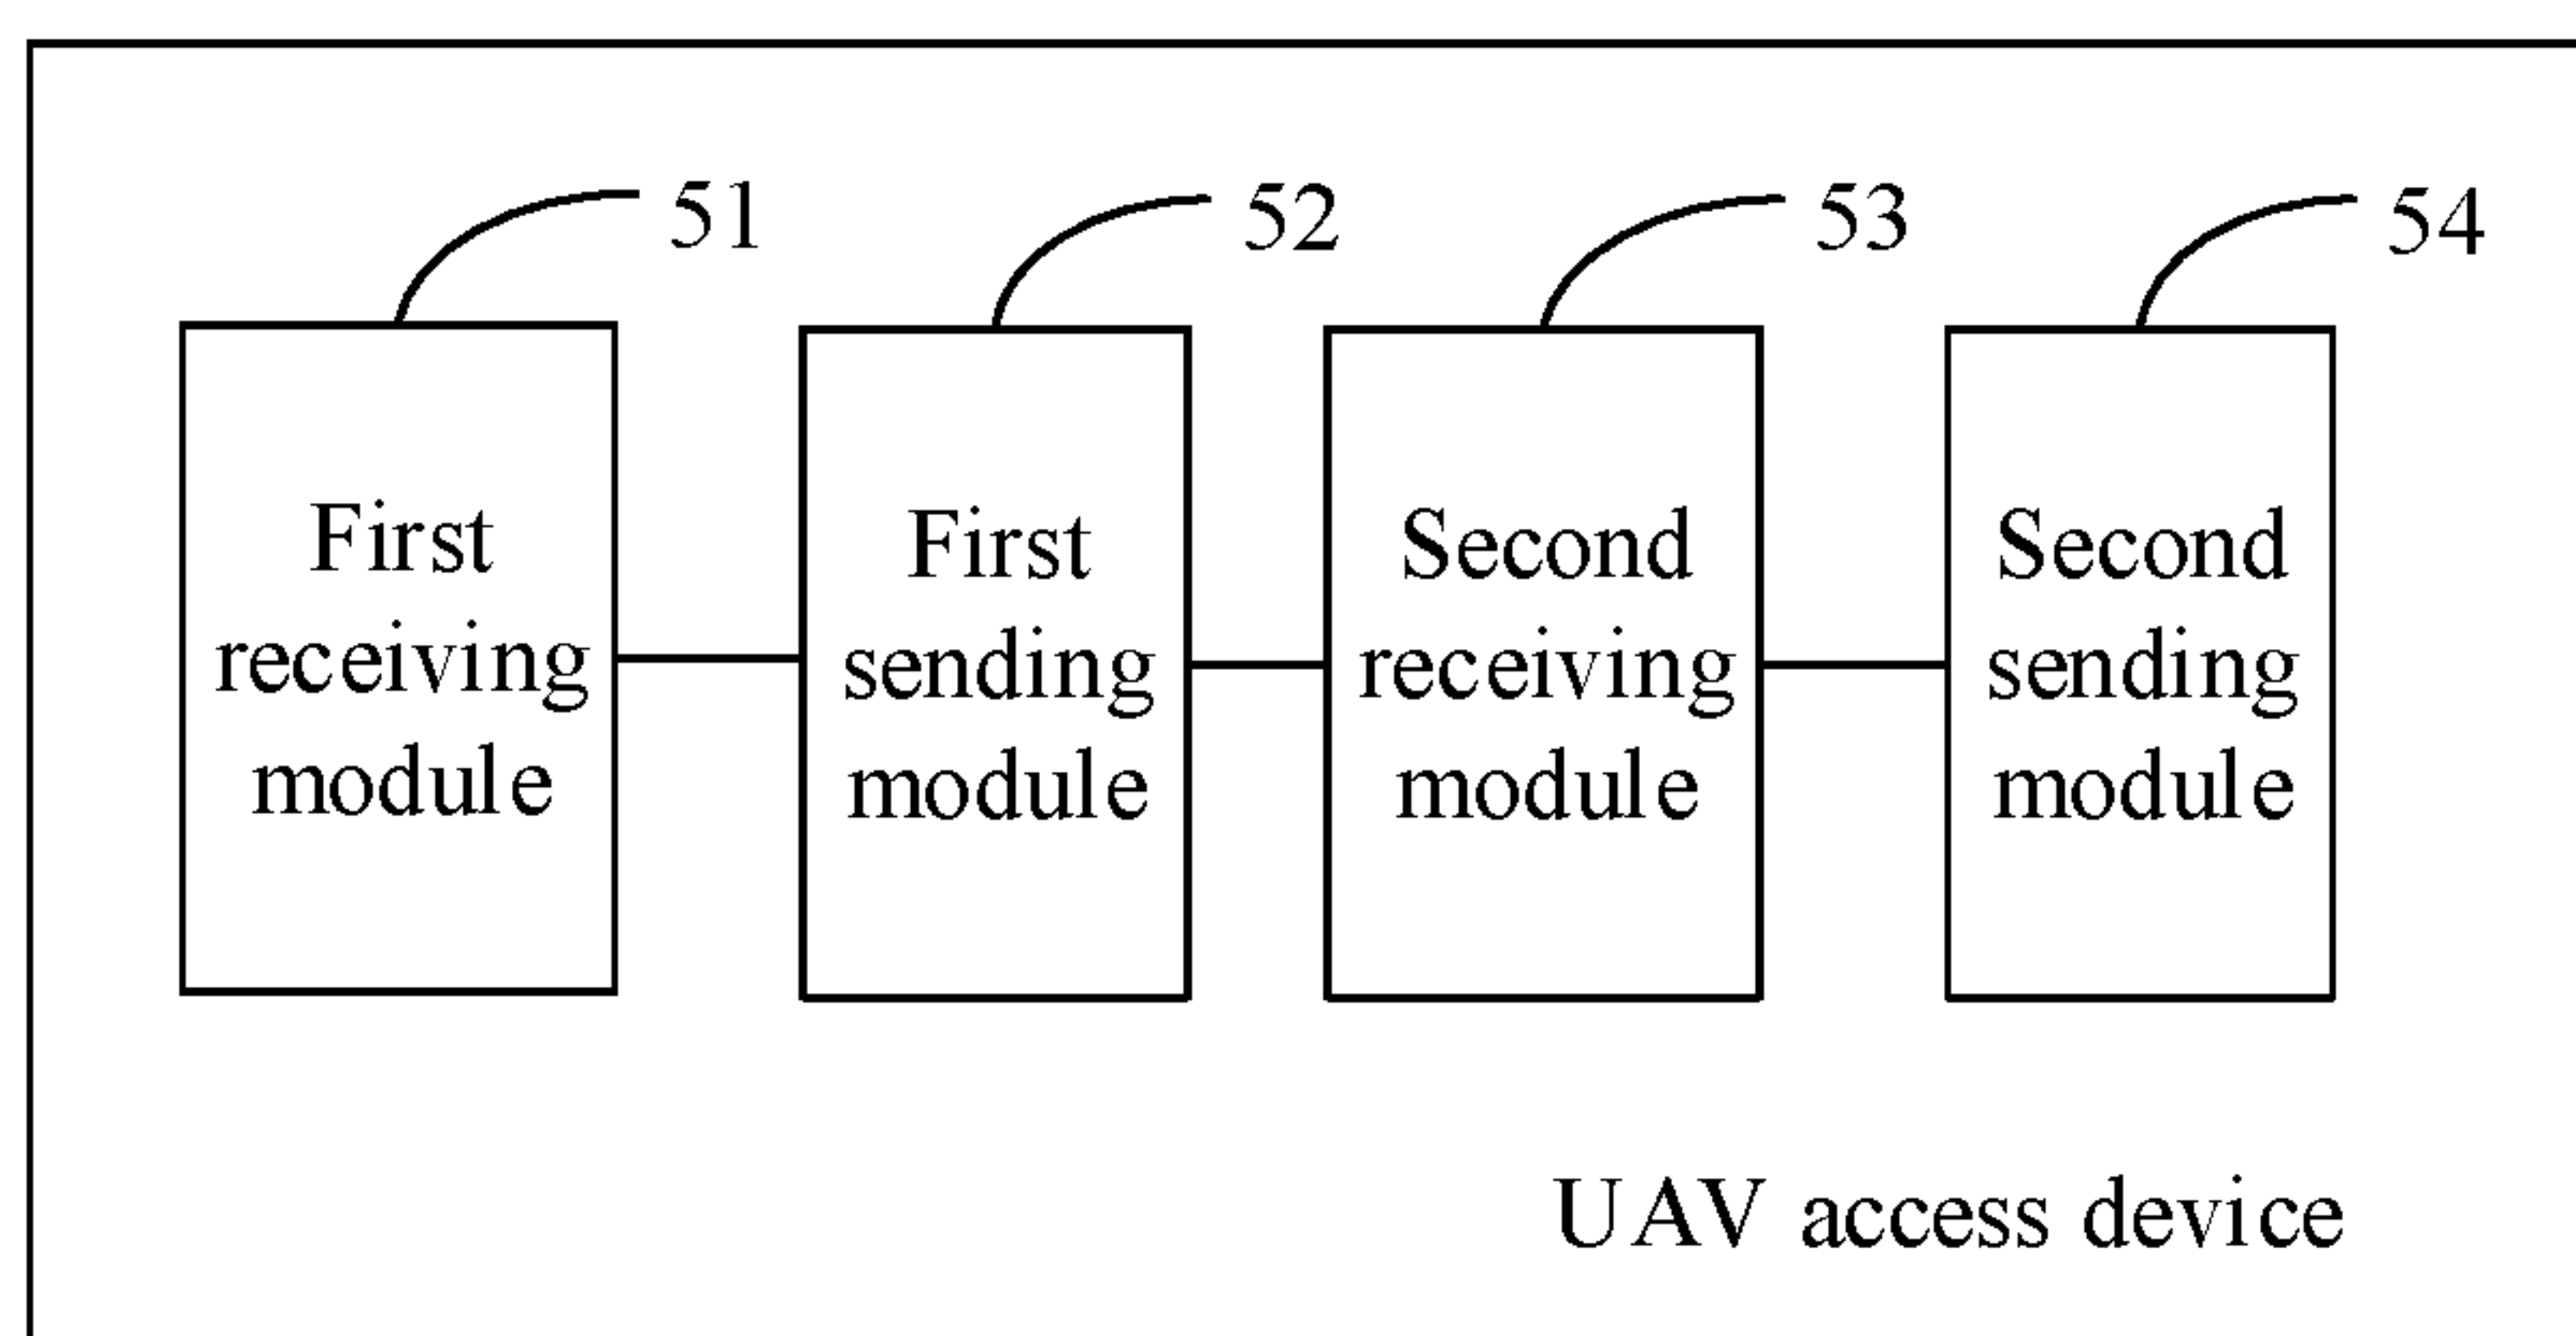 51
52
53
54
First
receiving
module
First
sending
module
Second
receiving
module
Second
sending
module
UAV access device